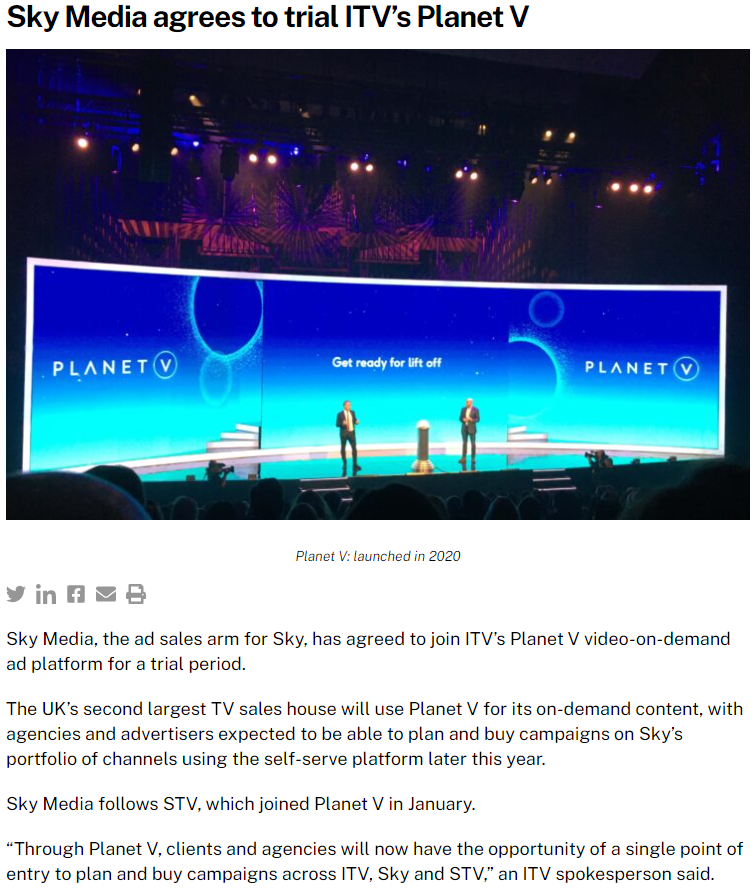 Sky Media agrees to trial ITV’s Planet V
PLANET V
Get ready for lift off
PLANET V
Planet V: launched in 2020
Sky Media, the ad sales arm for Sky, has agreed to join ITV’s Planet V video-on-demand
ad platform for a trial period.
The UK’s second largest TV sales house will use Planet V for its on-demand content, with
agencies and advertisers expected to be able to plan and buy campaigns on Sky’s
portfolio of channels using the self-serve platform later this year.
Sky Media follows STV, which joined Planet V in January.
“Through Planet V, clients and agencies will now have the opportunity of a single point of
entry to plan and buy campaigns across ITV, Sky and STV,” an ITV spokesperson said.